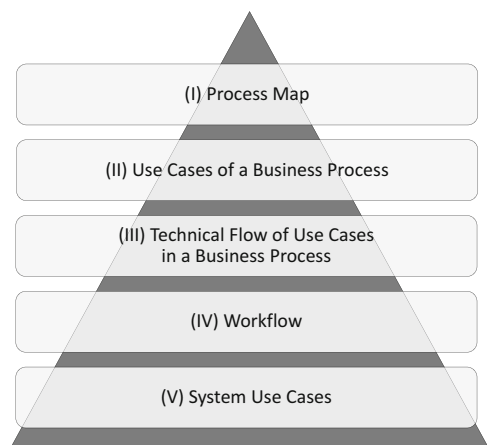 (I) Process Map
(II) Use Cases of a Business Process
(III) Technical Flow of Use Cases
in a Business Process
(IV) Workflow
(V) System Use Cases